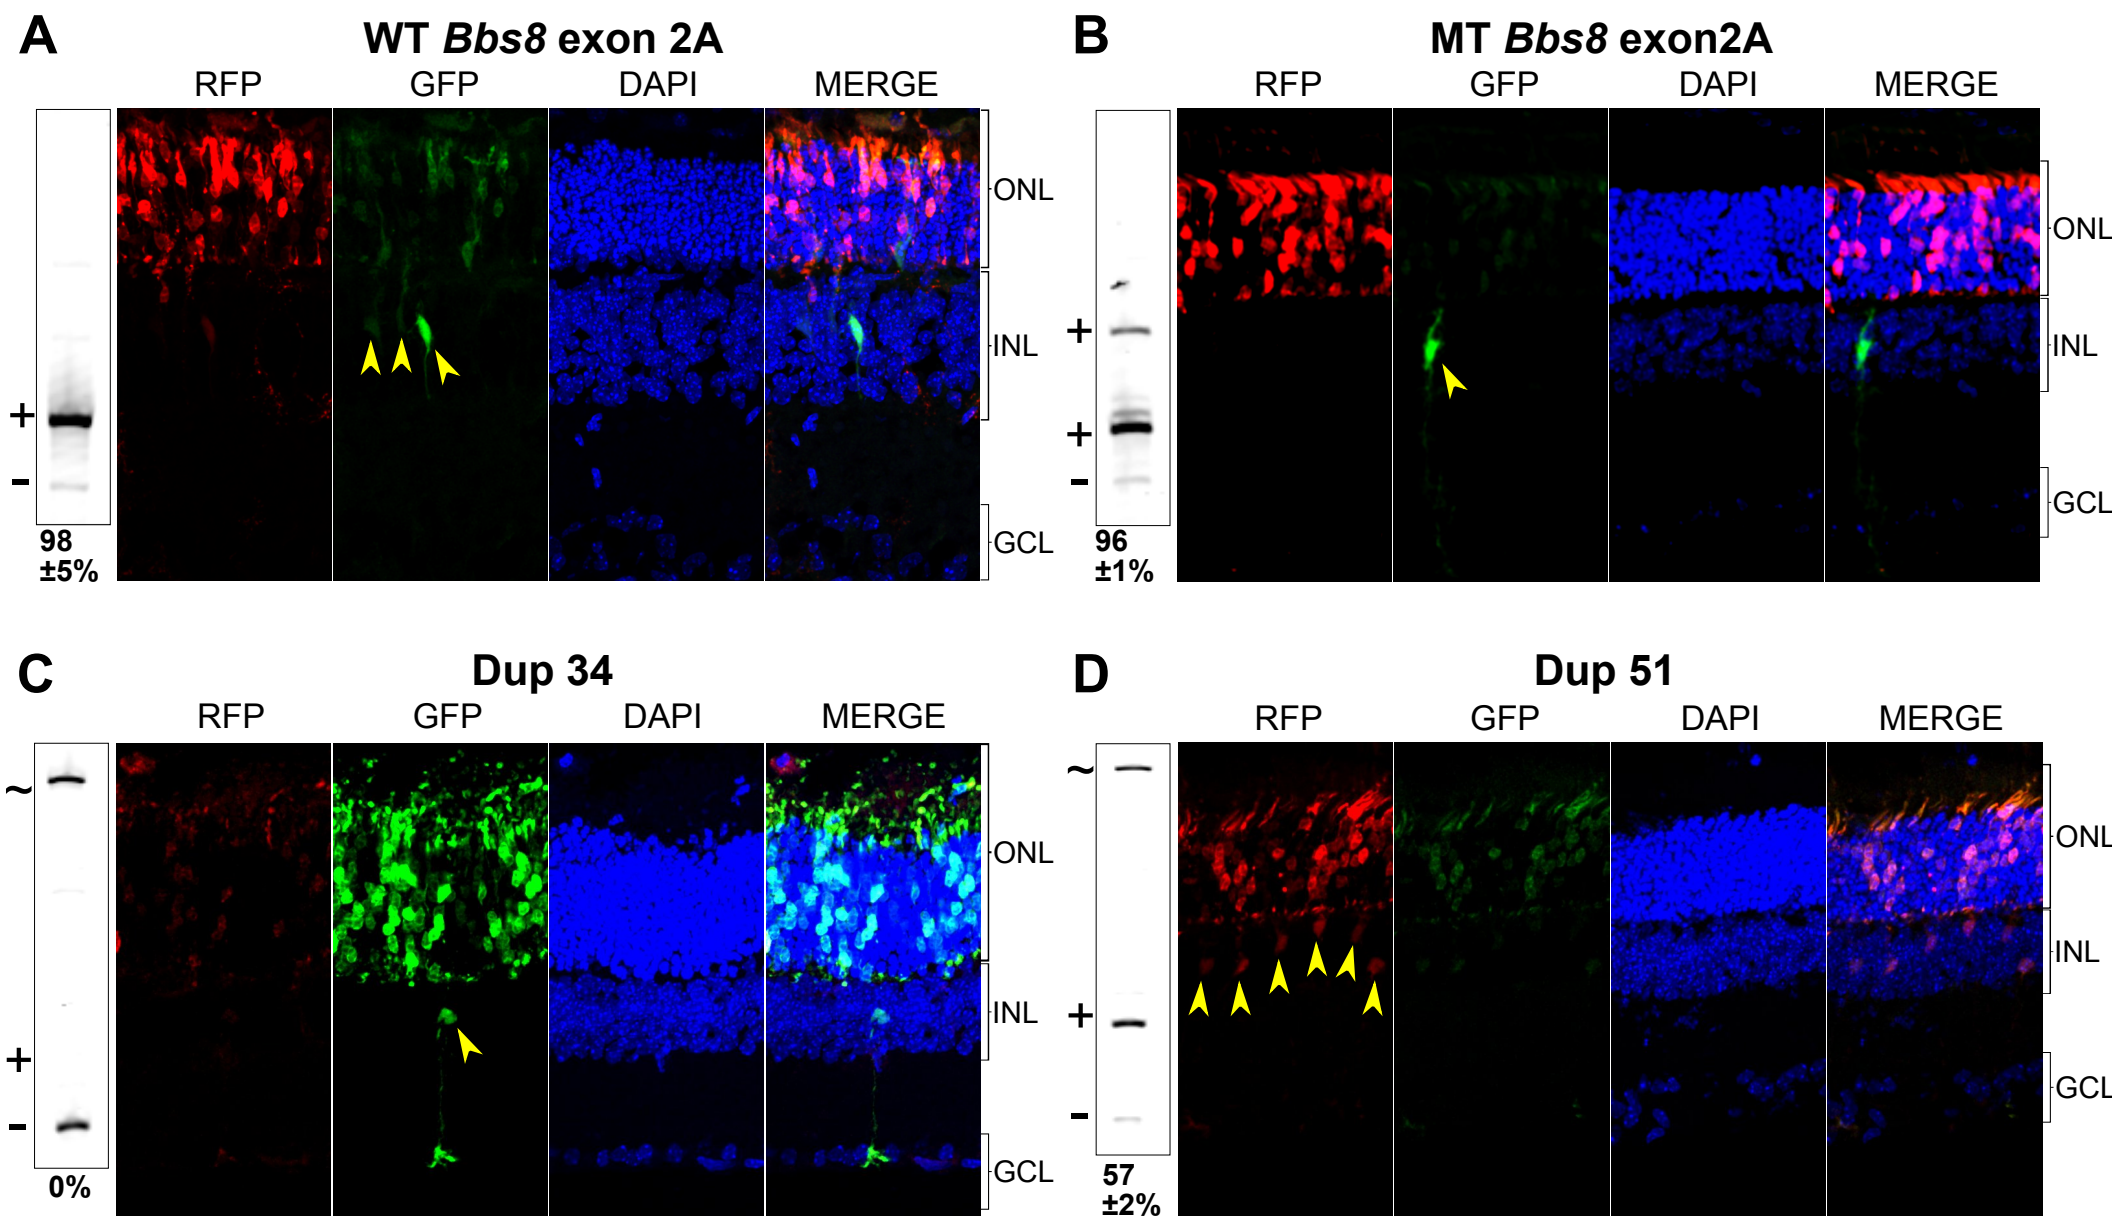 A
WT Bbs8 exon 2A
RFP GFP DAPI MERGE
+
-
98
±5%
ONL
INL
GCL
B
MT Bbs8 exon2A
RFP GFP DAPI MERGE
+
+
-
96
±1%
ONL
INL
GCL
C
Dup 34
RFP GFP DAPI MERGE
~
+
-
0%
ONL
INL
GCL
D
Dup 51
RFP GFP DAPI MERGE
~
+
-
57
±2%
ONL
INL
GCL